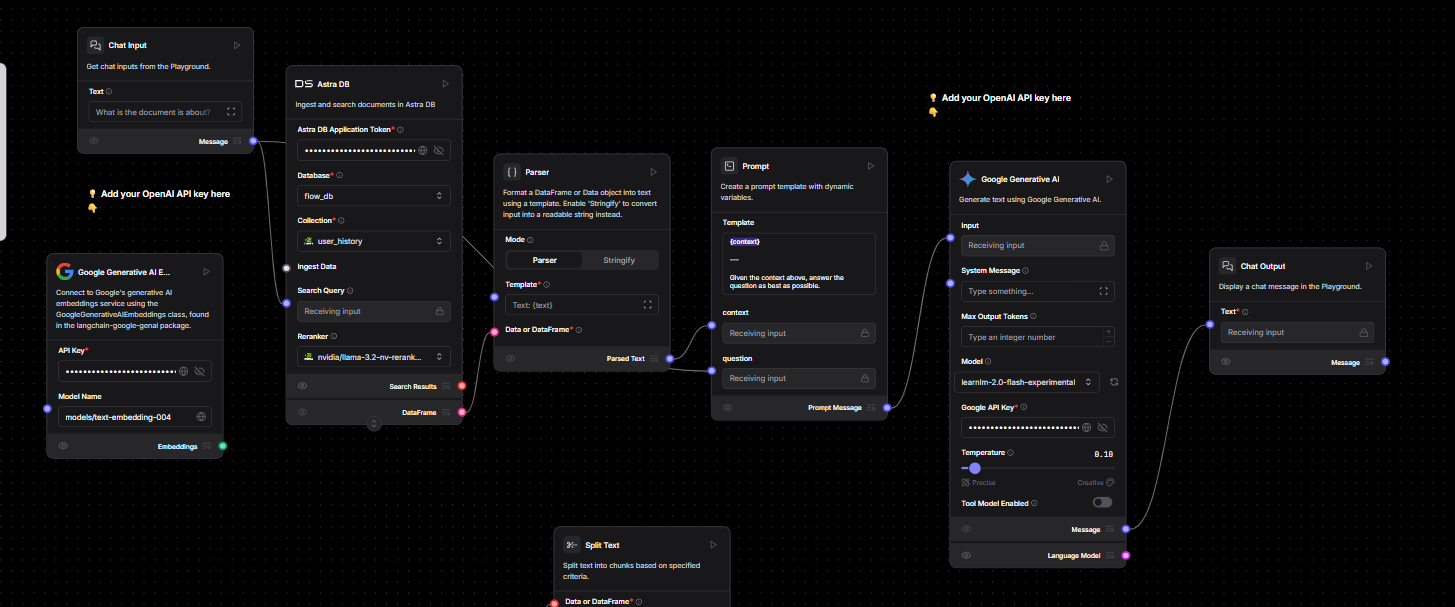 Chat Input
Get chat inputs from the Playground.
Text
What is the document is about?
Message
💡 Add your OpenAI API key here
👇
Google Generative AI E...
Connect to Google's generative AI
embeddings service using the
GoogleGenerativeAIEmbeddings class, found
in the langchain-google-genai package.
API Key*
Model Name
models/text-embedding-004
Embeddings
DS Astra DB
Ingest and search documents in Astra DB
Astra DB Application Token*
Database*
flow_db
Collection*
user_history
Ingest Data
Search Query
Receiving input
Reranker
nvidia/llama-3.2-nv-rerank...
Search Results
DataFrame
Parser
Format a DataFrame or Data object into text
using a template. Enable 'Stringify' to convert
input into a readable string instead.
Mode
Parser Stringify
Template*
Text: {text}
Data or DataFrame*
Parsed Text
Prompt
Create a prompt template with dynamic
variables.
Template
{context}
---
Given the context above, answer the
question as best as possible.
context
Receiving input
question
Receiving input
Prompt Message
💡 Add your OpenAI API key here
👇
Google Generative AI
Generate text using Google Generative AI.
Input
Receiving input
System Message
Type something...
Max Output Tokens
Type an integer number
Model
learnlm-2.0-flash-experimental
Google API Key*
Temperature 0.10
Precise Creative
Tool Model Enabled
Message
Language Model
Chat Output
Display a chat message in the Playground.
Text*
Receiving input
Message
Split Text
Split text into chunks based on specified
criteria.
Data or DataFrame*